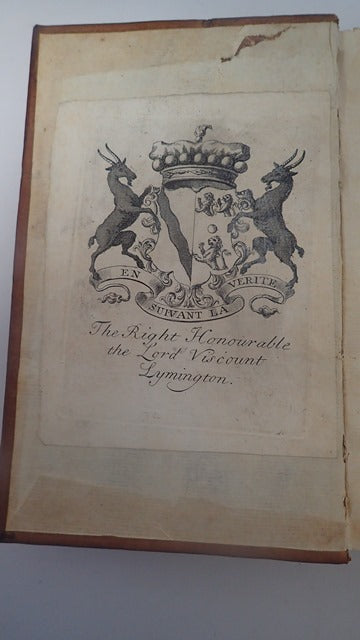 EN SUIVANT LA VERITE
The Right Honourable
the Lord Viscount
Lymington.